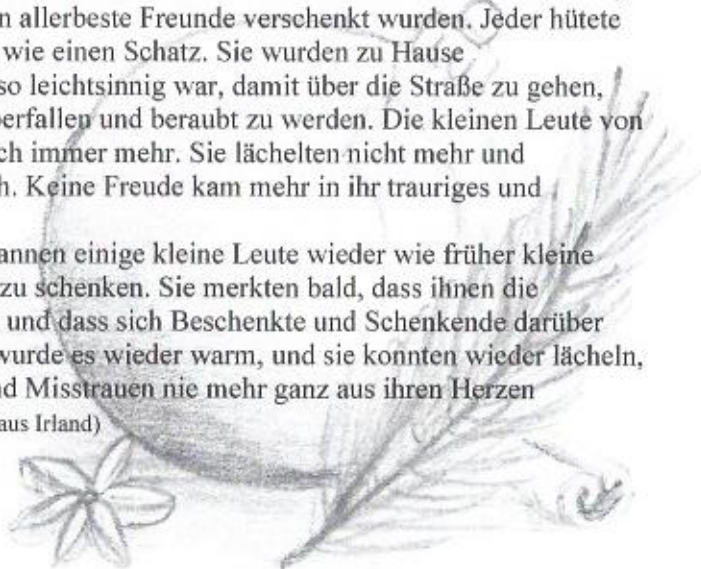 n allerbeste Freunde verschenkt wurden. Jeder hütete
wie einen Schatz. Sie wurden zu Hause
so leichtsinnig war, damit über die Straße zu gehen,
erfallen und beraubt zu werden. Die kleinen Leute von
ch immer mehr. Sie lächelten nicht mehr und
h. Keine Freude kam mehr in ihr trauriges und
annen einige kleine Leute wieder wie früher kleine
zu schenken. Sie merkten bald, dass ihnen die
und dass sich Beschenkte und Schenkende darüber
wurde es wieder warm, und sie konnten wieder lächeln,
d Misstrauen nie mehr ganz aus ihren Herzen
aus Irland)